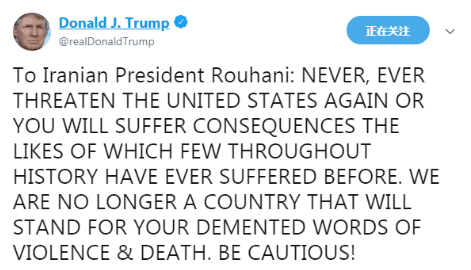 Donald J. Trump
@realDonaldTrump
正在关注
To Iranian President Rouhani: NEVER, EVER
THREATEN THE UNITED STATES AGAIN OR
YOU WILL SUFFER CONSEQUENCES THE
LIKES OF WHICH FEW THROUGHOUT
HISTORY HAVE EVER SUFFERED BEFORE. WE
ARE NO LONGER A COUNTRY THAT WILL
STAND FOR YOUR DEMENTED WORDS OF
VIOLENCE & DEATH. BE CAUTIOUS!